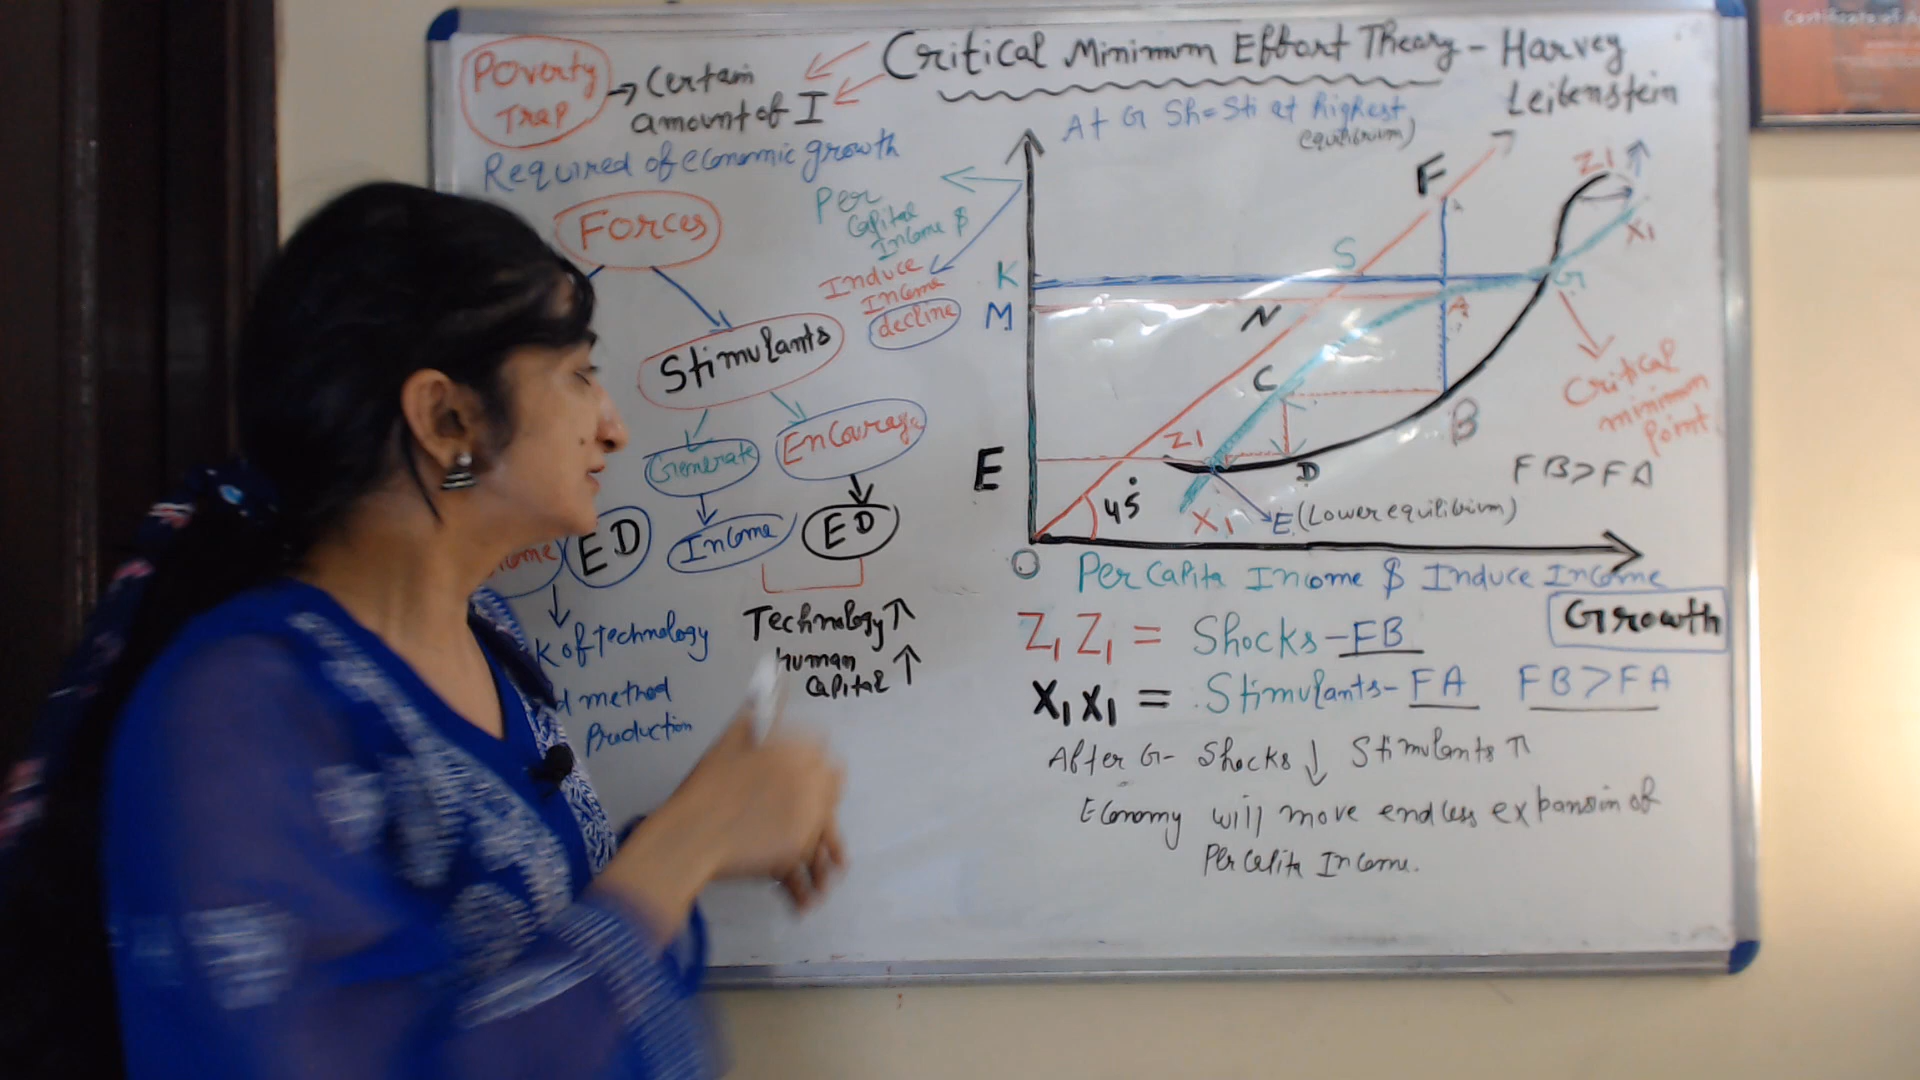 Critical Minimum Effort Theory - Harvey
Leibenstein
Poverty
Trap
→ Certain
amount of I
Required of economic growth
Forces
Stimulants
Generate
Encourage
Income
ED
ED
Technology ↑
human
Capital ↑
K of Technology
d method
Production
Per
Capital
Income $
Induce
Income
decline
At G Sh = Sti at highest
equilibrium)
F
Z1
X1
S
K
G
M
N
A
C
B
Critical
minimum
Point
Z1
E
D
FB > FA
45°
X1
E (Lower equilibium)
O
Per Capita Income $ Induce Income
Growth
Z1 Z1 = Shocks - FB
X1 X1 = Stimulants - FA FB > FA
After G - Shocks ↓ Stimulants ↑
Economy will move endless expansin of
Per Capita Income.